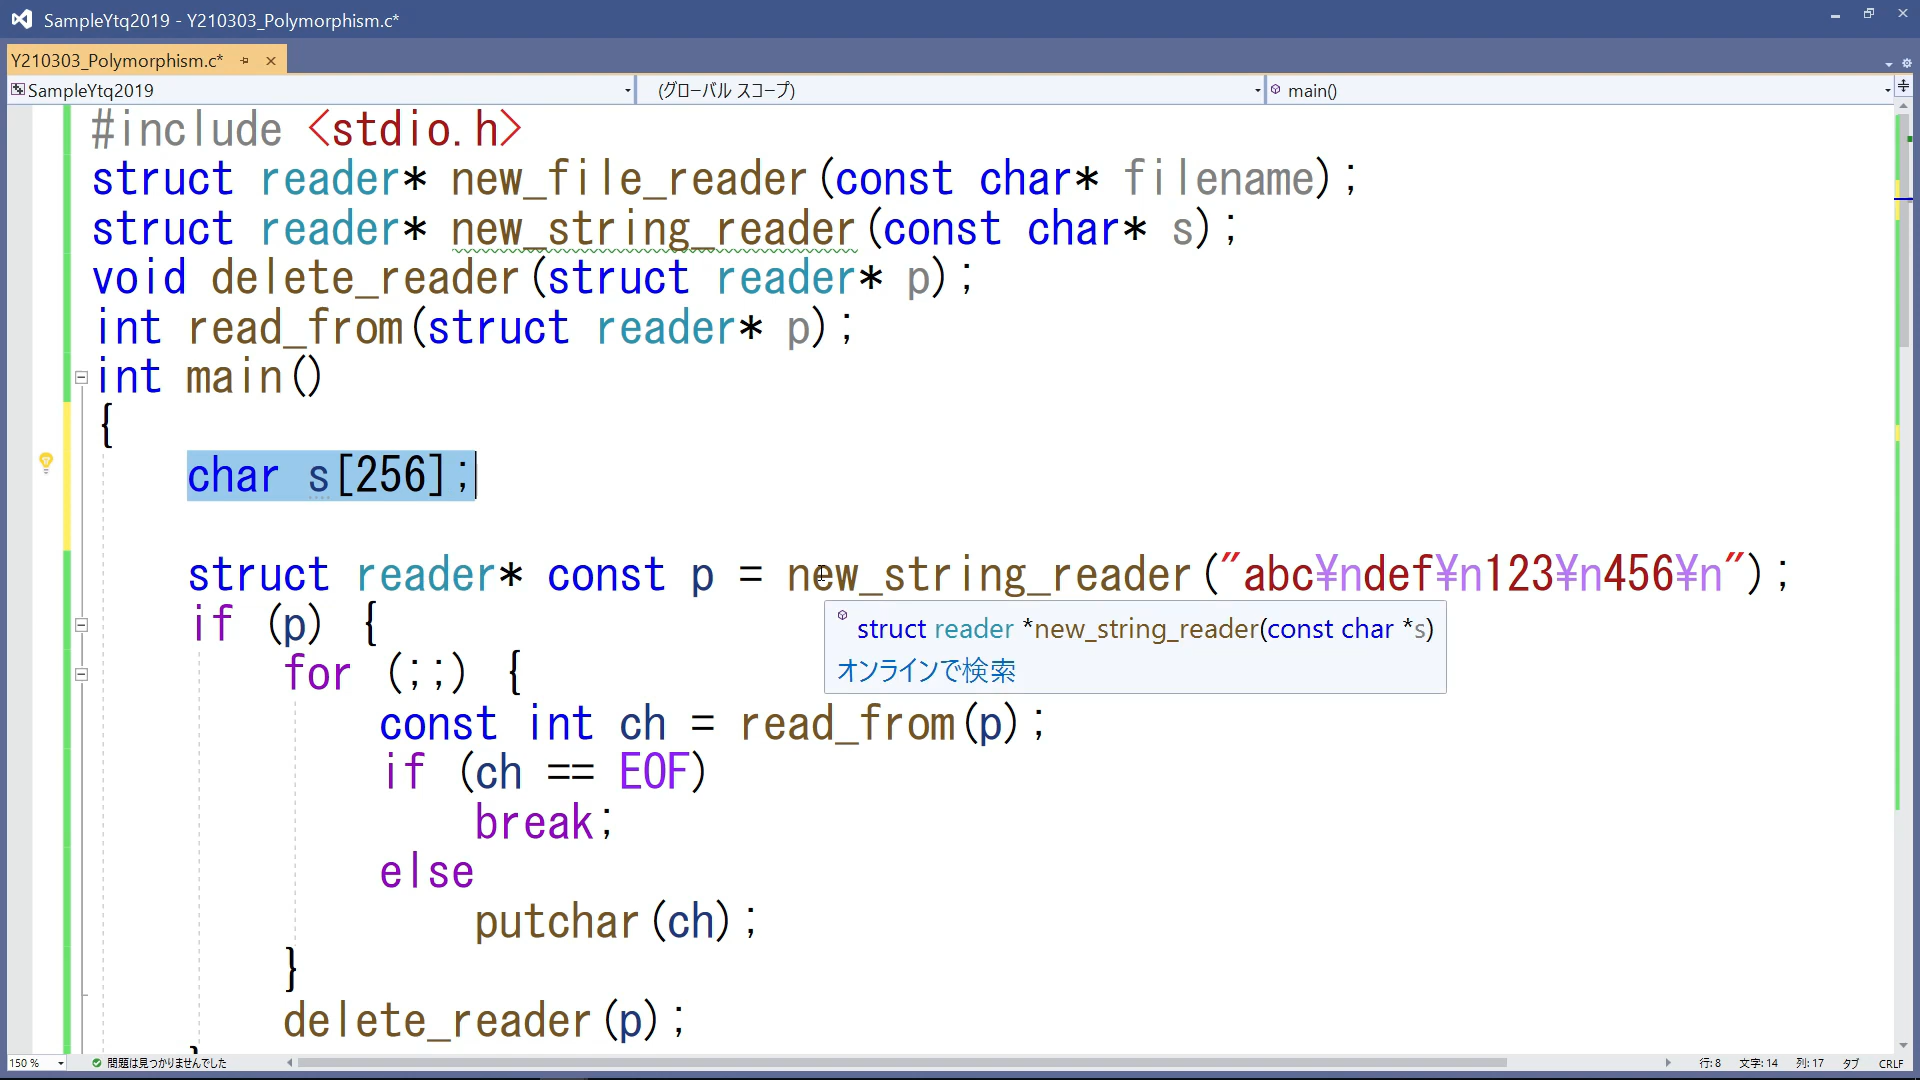 SampleYtq2019 - Y210303_Polymorphism.c*
Y210303_Polymorphism.c*
SampleYtq2019
(グローバル スコープ)
main()
#include <stdio.h>
struct reader* new_file_reader(const char* filename);
struct reader* new_string_reader(const char* s);
void delete_reader(struct reader* p);
int read_from(struct reader* p);
int main()
{
char s[256];
struct reader* const p = new_string_reader("abc¥ndef¥n123¥n456¥n");
if (p) {
struct reader *new_string_reader(const char *s)
オンラインで検索
for (;;) {
const int ch = read_from(p);
if (ch == EOF)
break;
else
putchar(ch);
}
delete_reader(p);
150 %
問題は見つかりませんでした
行: 8
文字: 14
列: 17
タブ
CRLF